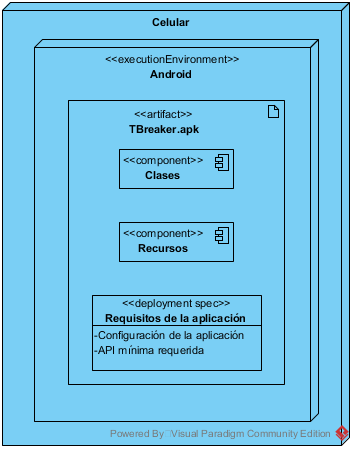 Celular
<<executionEnvironment>>
Android
<<artifact>>
TBreaker.apk
<<component>>
Clases
<<component>>
Recursos
<<deployment spec>>
Requisitos de la aplicación
-Configuración de la aplicación
-API mínima requerida
Powered By Visual Paradigm Community Edition